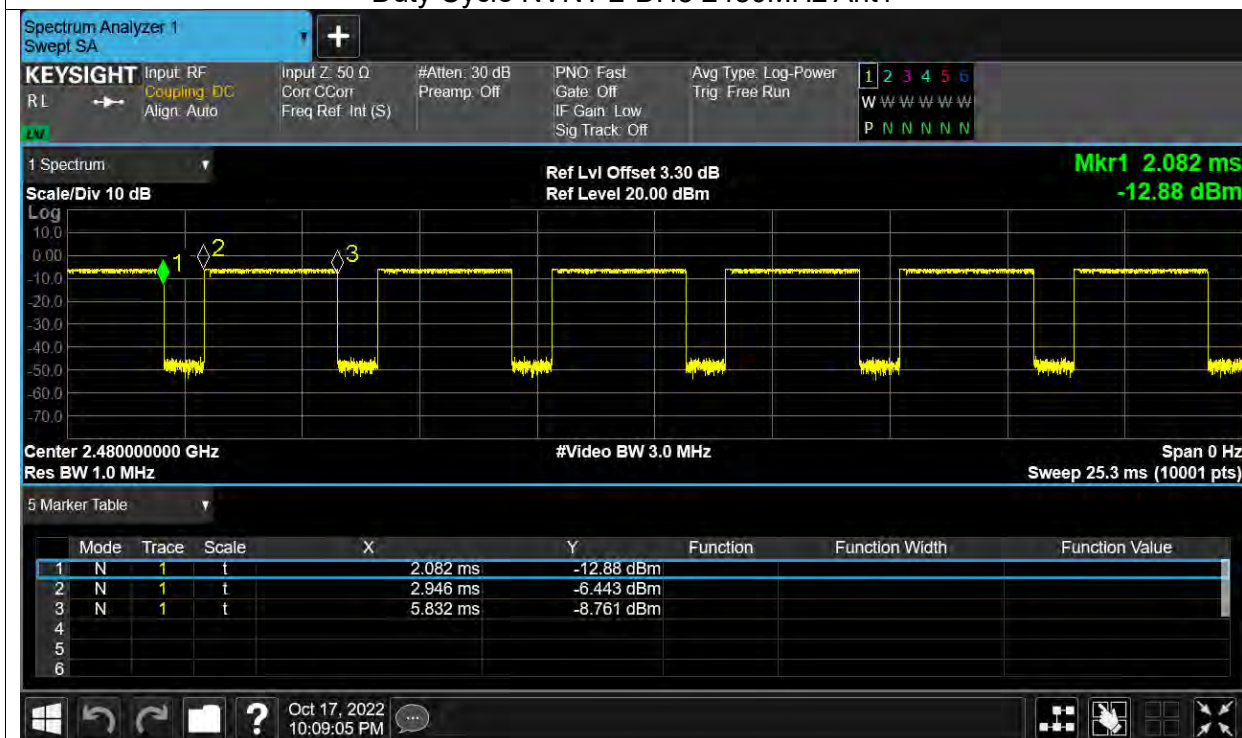 Spectrum Analyzer 1
Swept SA
+
KEYSIGHT Input: RF Input Z: 50 Ω #Atten: 30 dB PNO: Fast Avg Type: Log-Power 1 2 3 4 5 6
RL Coupling: DC Corr CCorr Preamp: Off Gate: Off Trig: Free Run W W W W W W
Align: Auto Freq Ref: Int (S) IF Gain: Low P N N N N N
Sig Track: Off
1 Spectrum
Ref Lvl Offset 3.30 dB Mkr1 2.082 ms
Scale/Div 10 dB Ref Level 20.00 dBm -12.88 dBm
Log
10.0
0.00
-10.0
-20.0
-30.0
-40.0
-50.0
-60.0
-70.0
1
2
3
Center 2.480000000 GHz #Video BW 3.0 MHz Span 0 Hz
Res BW 1.0 MHz Sweep 25.3 ms (10001 pts)
5 Marker Table
Mode Trace Scale X Y Function Function Width Function Value
1 N 1 t 2.082 ms -12.88 dBm
2 N 1 t 2.946 ms -6.443 dBm
3 N 1 t 5.832 ms -8.761 dBm
4
5
6
? Oct 17, 2022
10:09:05 PM